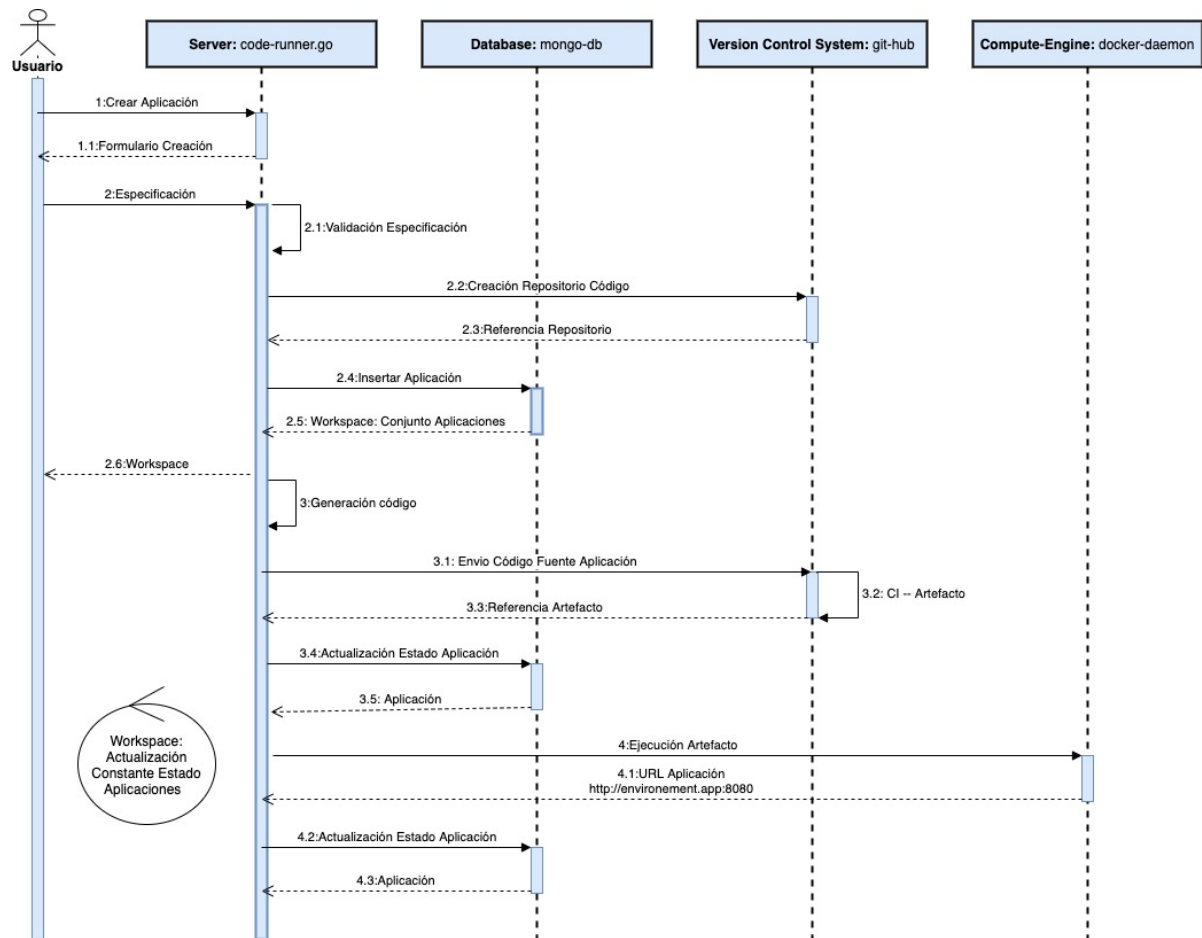 Usuario
Server: code-runner.go
Database: mongo-db
Version Control System: git-hub
Compute-Engine: docker-daemon
1:Crear Aplicación
1.1:Formulario Creación
2:Especificación
2.1:Validación Especificación
2.2:Creación Repositorio Código
2.3:Referencia Repositorio
2.4:Insertar Aplicación
2.5: Workspace: Conjunto Aplicaciones
2.6:Workspace
3:Generación código
3.1: Envio Código Fuente Aplicación
3.2: CI -- Artefacto
3.3:Referencia Artefacto
3.4:Actualización Estado Aplicación
3.5: Aplicación
Workspace:
Actualización
Constante Estado
Aplicaciones
4:Ejecución Artefacto
4.1:URL Aplicación
http://environement.app:8080
4.2:Actualización Estado Aplicación
4.3:Aplicación